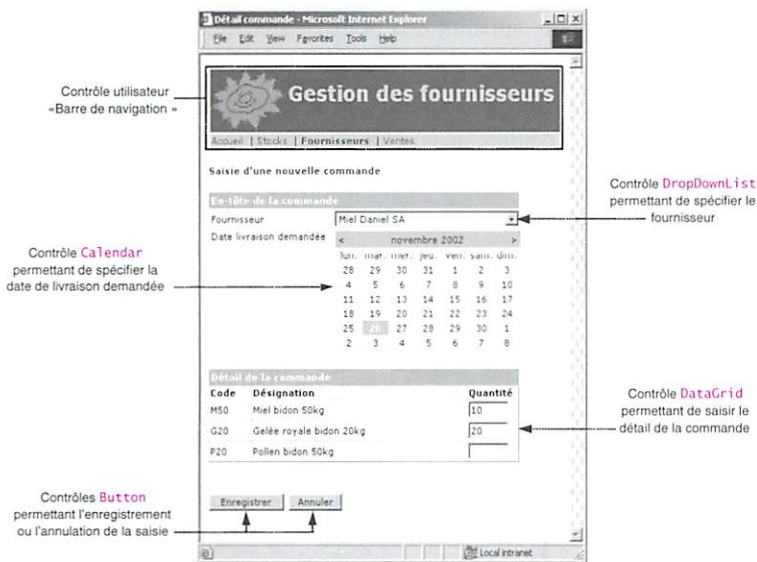 Détail commande - Microsoft Internet Explorer
File Edit View Favorites Tools Help
Contrôle utilisateur
«Barre de navigation »
Gestion des fournisseurs
Accueil | Stocks | Fournisseurs | Ventes
Saisie d'une nouvelle commande
En-tête de la commande
Fournisseur Miel Daniel SA
Contrôle DropDownList
permettant de spécifier le
fournisseur
Date livraison demandée
< novembre 2002 >
lun. mar. mer. jeu. ven. sam. dim.
28 29 30 31 1 2 3
4 5 6 7 8 9 10
11 12 13 14 15 16 17
18 19 20 21 22 23 24
25 26 27 28 29 30 1
2 3 4 5 6 7 8
Contrôle Calendar
permettant de spécifier la
date de livraison demandée
Détail de la commande
Code Désignation Quantité
M50 Miel bidon 50kg 10
G20 Gelée royale bidon 20kg 20
P20 Pollen bidon 50kg
Contrôle DataGrid
permettant de saisir le
détail de la commande
Enregistrer Annuler
Contrôles Button
permettant l'enregistrement
ou l'annulation de la saisie
Local intranet